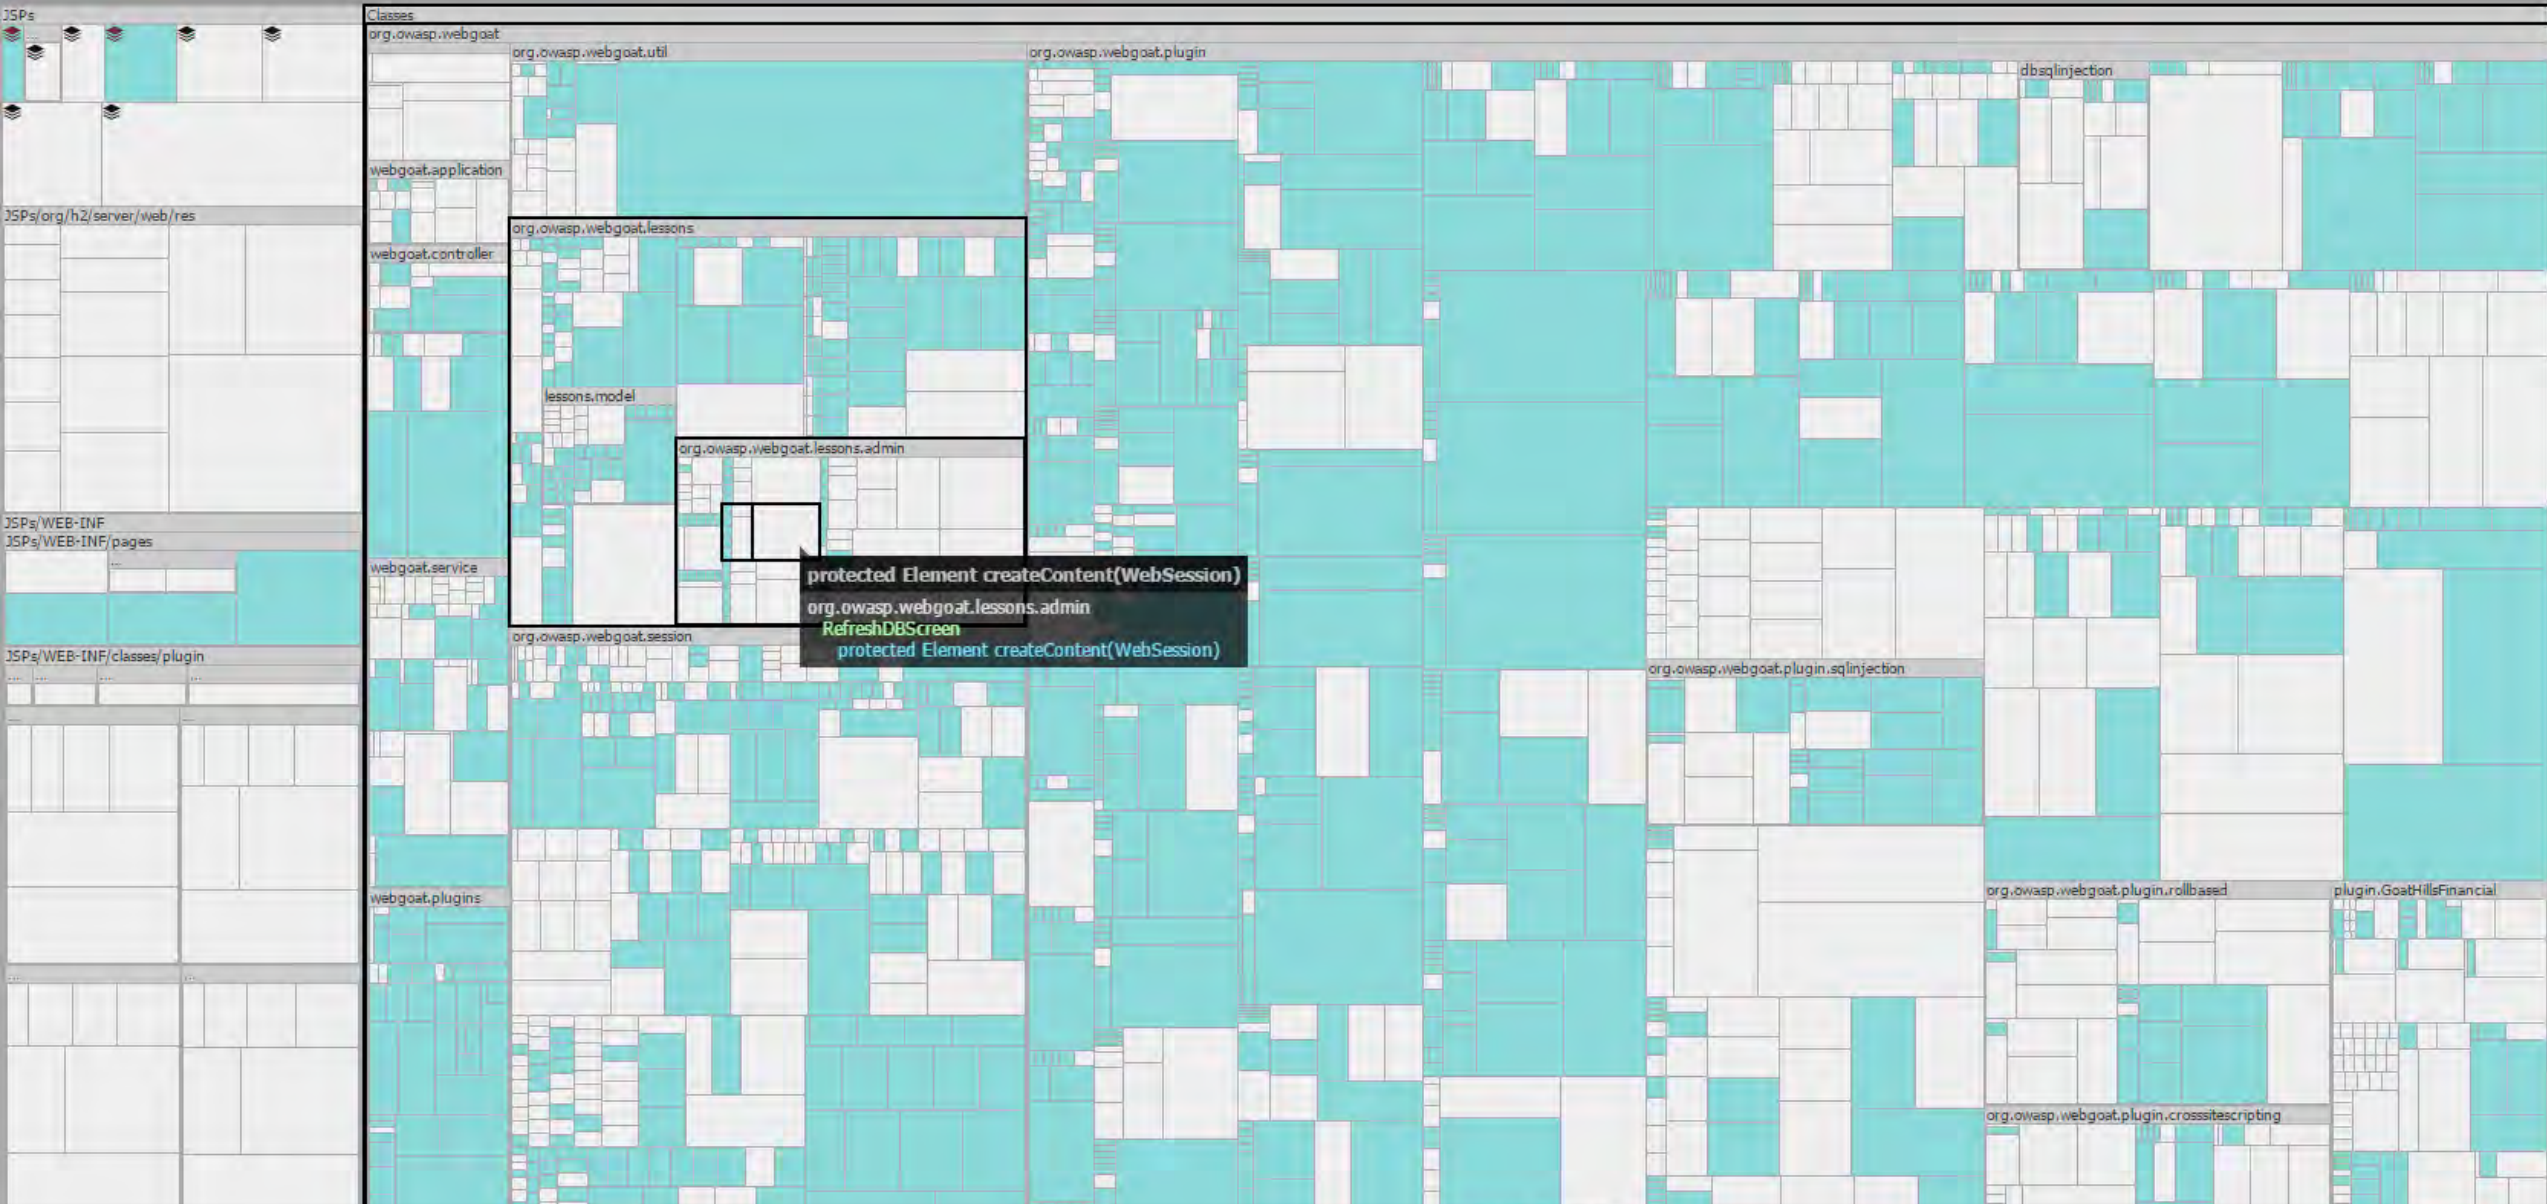 JSPs
...
JSPs/org/h2/server/web/res
JSPs/WEB-INF
JSPs/WEB-INF/pages
...
JSPs/WEB-INF/classes/plugin
...
...
...
...
...
...
...
...
Classes
org.owasp.webgoat
webgoat.application
webgoat.controller
webgoat.service
webgoat.plugins
org.owasp.webgoat.util
org.owasp.webgoat.lessons
lessons.model
org.owasp.webgoat.lessons.admin
protected Element createContent(WebSession)
org.owasp.webgoat.lessons.admin
RefreshDBScreen
protected Element createContent(WebSession)
org.owasp.webgoat.session
org.owasp.webgoat.plugin
dbsqlinjection
org.owasp.webgoat.plugin.sqlinjection
org.owasp.webgoat.plugin.rollbased
plugin.GoatHillsFinancial
org.owasp.webgoat.plugin.crosssitescripting